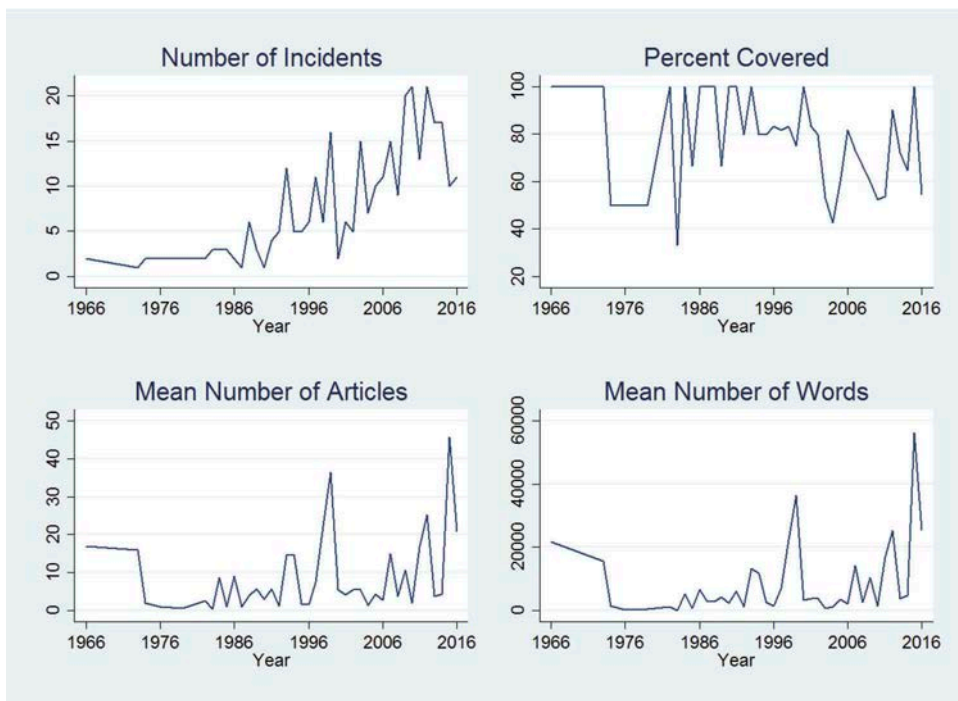 Number of Incidents
20
15
10
5
0
1966 1976 1986 1996 2006 2016
Year
Percent Covered
100
80
60
40
20
1966 1976 1986 1996 2006 2016
Year
Mean Number of Articles
50
40
30
20
10
0
1966 1976 1986 1996 2006 2016
Year
Mean Number of Words
60000
40000
20000
0
1966 1976 1986 1996 2006 2016
Year